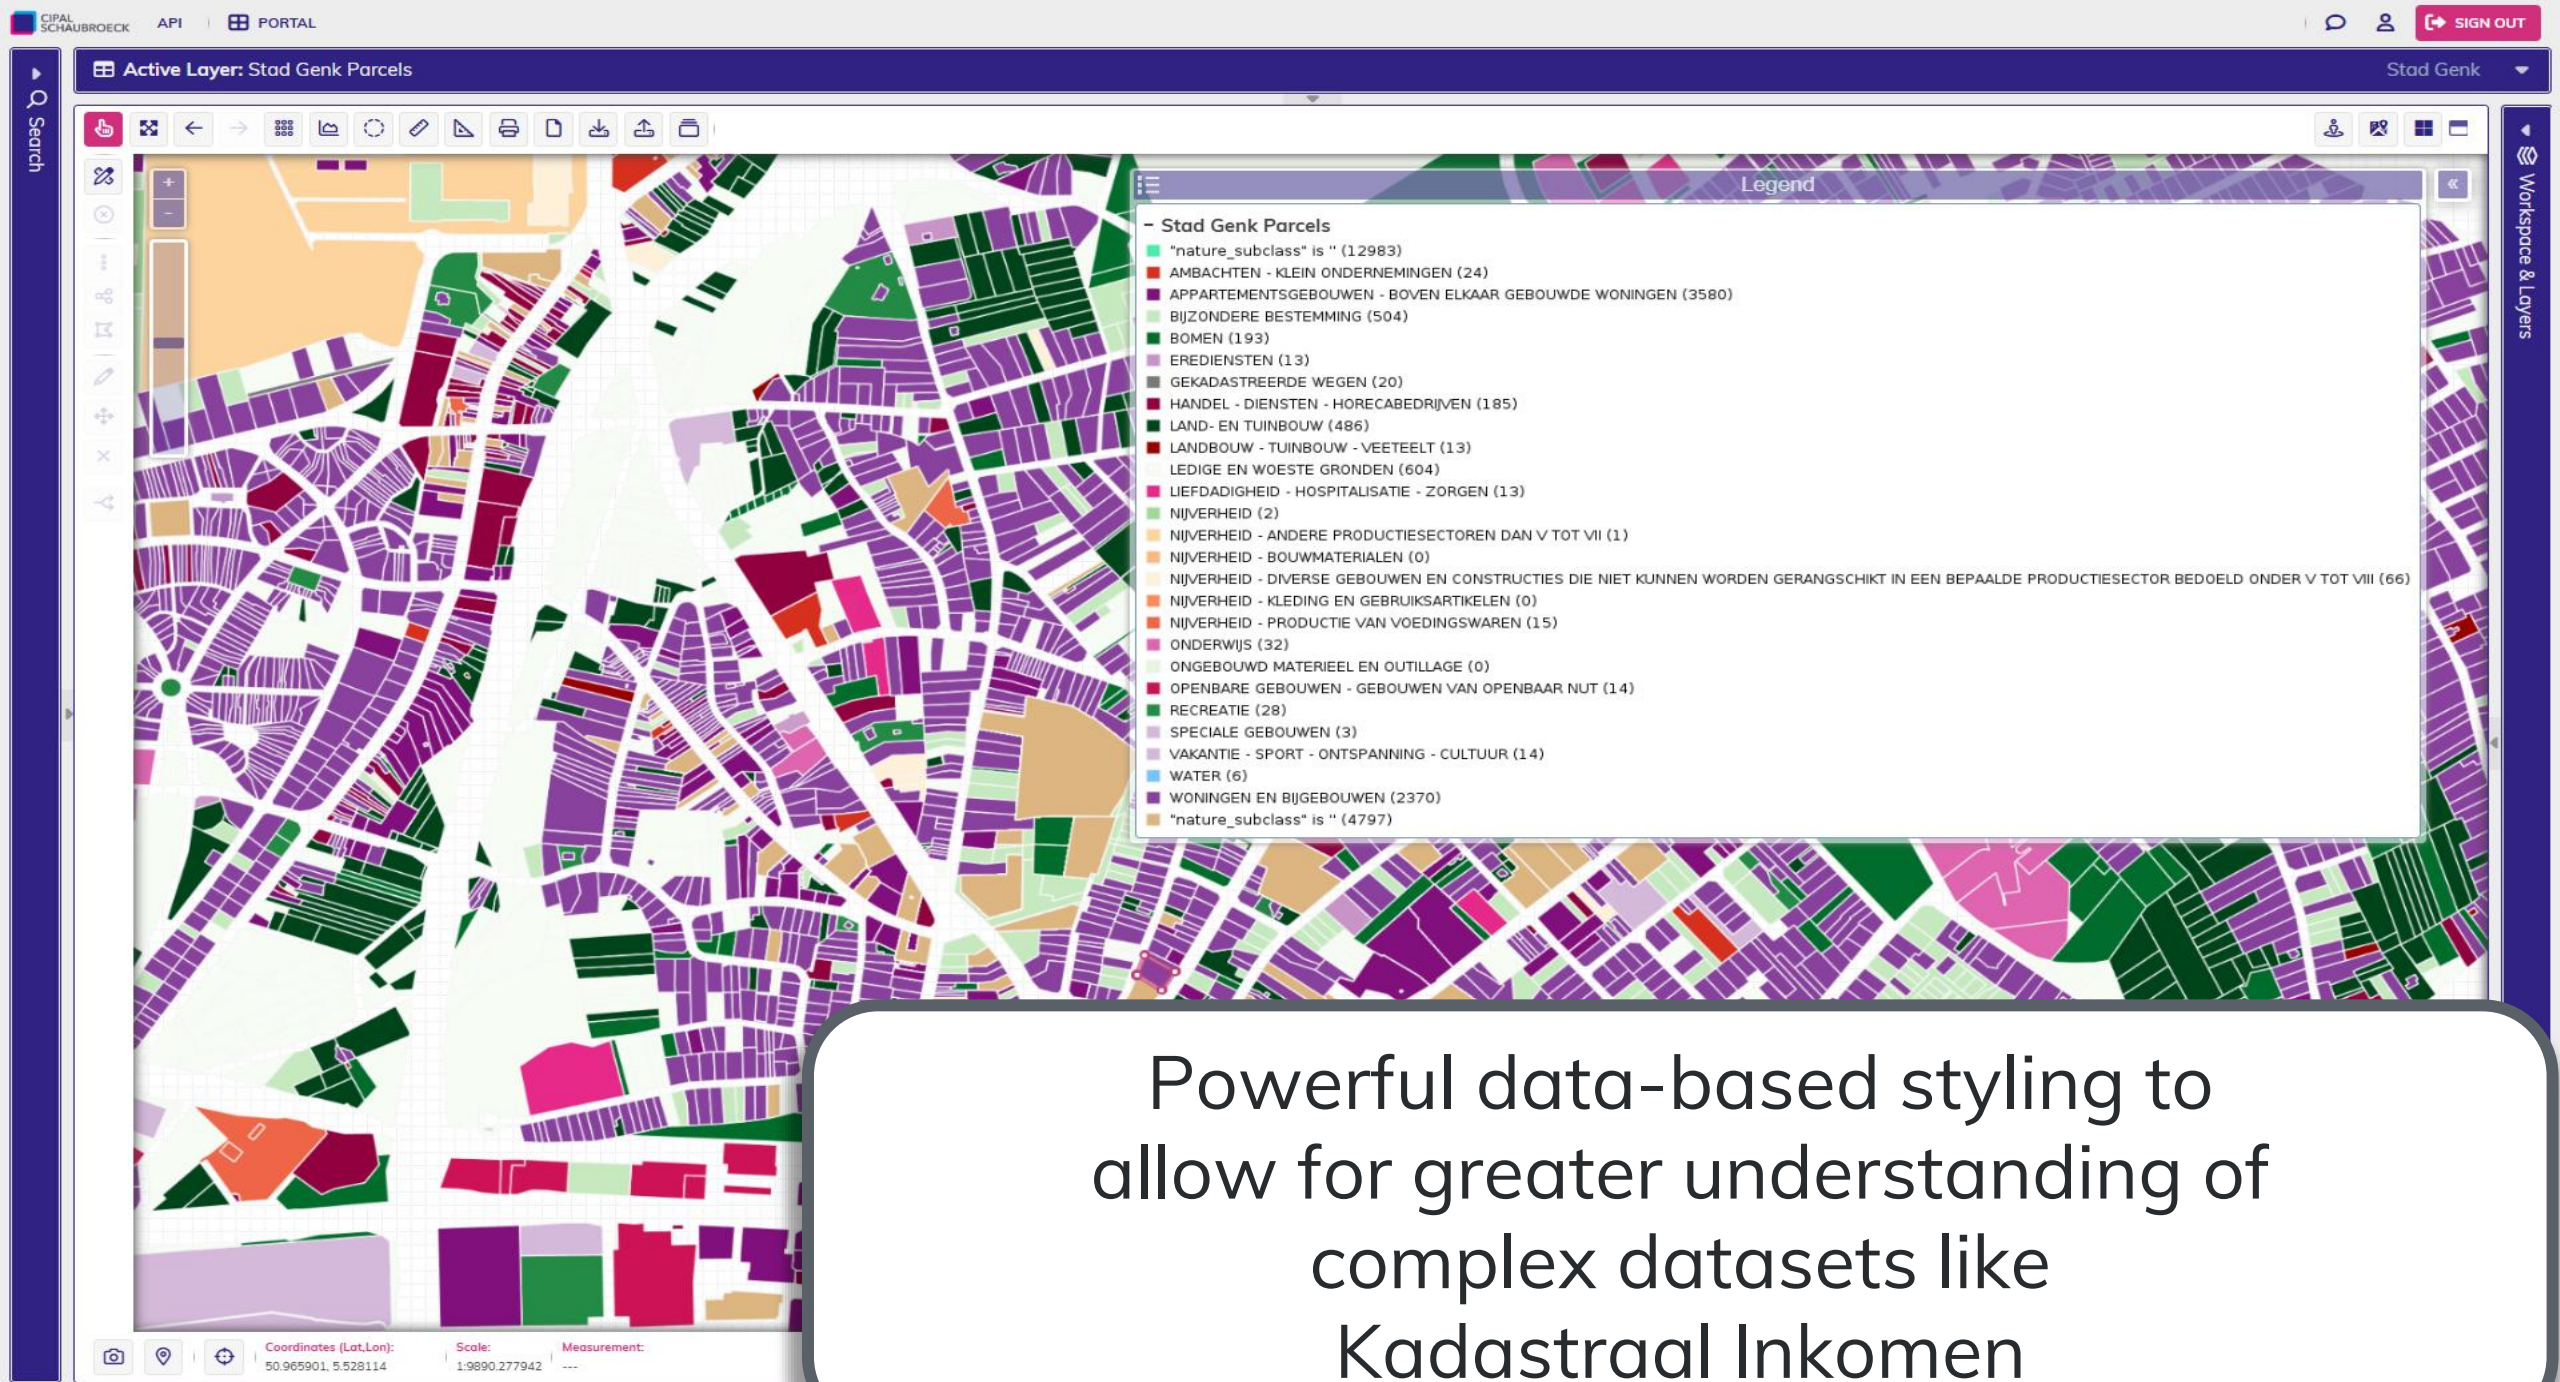 CIPAL
SCHAUBROECK
API
PORTAL
SIGN OUT
Active Layer: Stad Genk Parcels
Stad Genk
Search
Workspace & Layers
Legend
- Stad Genk Parcels
"nature_subclass" is '' (12983)
AMBACHTEN - KLEIN ONDERNEMINGEN (24)
APPARTEMENTSGEBOUWEN - BOVEN ELKAAR GEBOUWDE WONINGEN (3580)
BIJZONDERE BESTEMMING (504)
BOMEN (193)
EREDIENSTEN (13)
GEKADASTREERDE WEGEN (20)
HANDEL - DIENSTEN - HORECABEDRIJVEN (185)
LAND- EN TUINBOUW (486)
LANDBOUW - TUINBOUW - VEETEELT (13)
LEDIGE EN WOESTE GRONDEN (604)
LIEFDADIGHEID - HOSPITALISATIE - ZORGEN (13)
NIJVERHEID (2)
NIJVERHEID - ANDERE PRODUCTIESECTOREN DAN V TOT VII (1)
NIJVERHEID - BOUWMATERIALEN (0)
NIJVERHEID - DIVERSE GEBOUWEN EN CONSTRUCTIES DIE NIET KUNNEN WORDEN GERANGSCHIKT IN EEN BEPAALDE PRODUCTIESECTOR BEDOELD ONDER V TOT VIII (66)
NIJVERHEID - KLEDING EN GEBRUIKSARTIKELEN (0)
NIJVERHEID - PRODUCTIE VAN VOEDINGSWAREN (15)
ONDERWIJS (32)
ONGEBOUWD MATERIEEL EN OUTILLAGE (0)
OPENBARE GEBOUWEN - GEBOUWEN VAN OPENBAAR NUT (14)
RECREATIE (28)
SPECIALE GEBOUWEN (3)
VAKANTIE - SPORT - ONTSPANNING - CULTUUR (14)
WATER (6)
WONINGEN EN BIJGEBOUWEN (2370)
"nature_subclass" is '' (4797)
Powerful data-based styling to
allow for greater understanding of
complex datasets like
Kadastraal Inkomen
Coordinates (Lat,Lon):
50.965901, 5.528114
Scale:
1:9890.277942
Measurement:
---